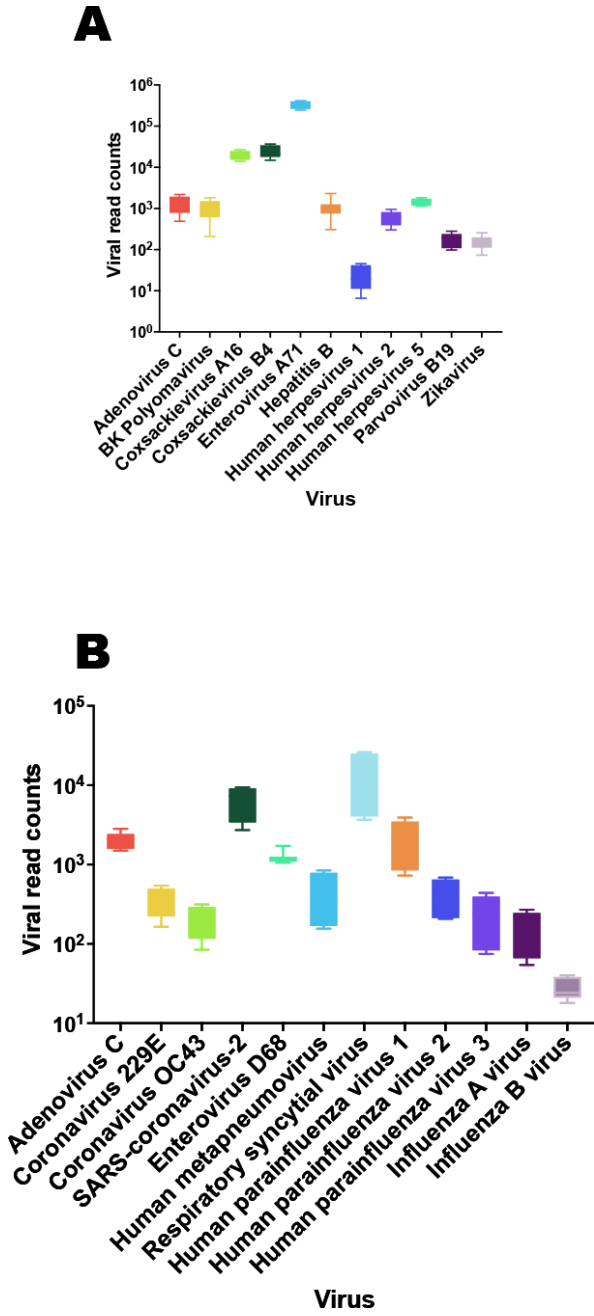 A
10⁶
10⁵
10⁴
10³
10²
10¹
10⁰
Viral read counts
Adenovirus C
BK Polyomavirus
Coxsackievirus A16
Coxsackievirus B4
Enterovirus A71
Hepatitis B
Human herpesvirus 1
Human herpesvirus 2
Human herpesvirus 5
Parvovirus B19
Zikavirus
Virus
B
10⁵
10⁴
10³
10²
10¹
Viral read counts
Adenovirus C
Coronavirus 229E
Coronavirus OC43
SARS-coronavirus-2
Enterovirus D68
Human metapneumovirus
Respiratory syncytial virus
Human parainfluenza virus 1
Human parainfluenza virus 2
Human parainfluenza virus 3
Influenza A virus
Influenza B virus
Virus